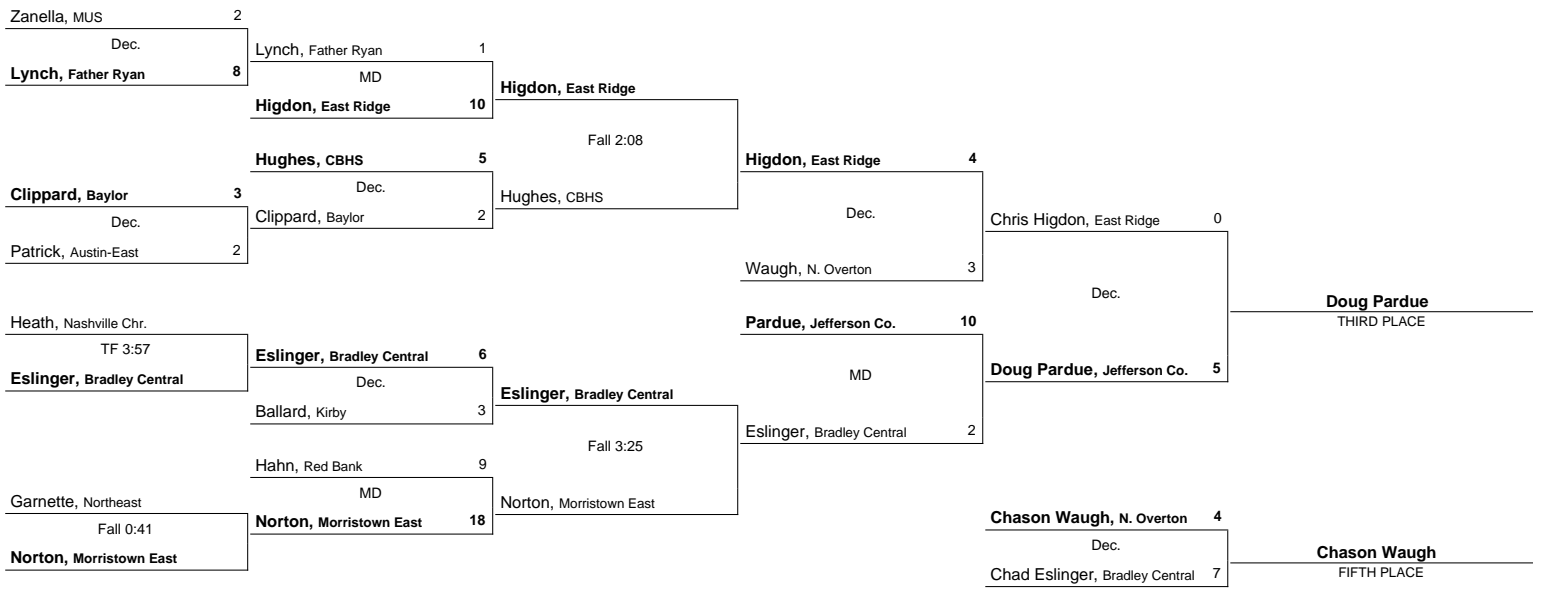 Zanella, MUS 2
Dec.
Lynch, Father Ryan 8
Clippard, Baylor 3
Dec.
Patrick, Austin-East 2
Heath, Nashville Chr.
TF 3:57
Eslinger, Bradley Central
Garnette, Northeast
Fall 0:41
Norton, Morristown East
Lynch, Father Ryan 1
MD
Higdon, East Ridge 10
Hughes, CBHS 5
Dec.
Clippard, Baylor 2
Eslinger, Bradley Central 6
Dec.
Ballard, Kirby 3
Hahn, Red Bank 9
MD
Norton, Morristown East 18
Higdon, East Ridge
Fall 2:08
Hughes, CBHS
Eslinger, Bradley Central
Fall 3:25
Norton, Morristown East
Higdon, East Ridge 4
Dec.
Waugh, N. Overton 3
Pardue, Jefferson Co. 10
MD
Eslinger, Bradley Central 2
Chris Higdon, East Ridge 0
Dec.
Doug Pardue, Jefferson Co. 5
Doug Pardue
THIRD PLACE
Chason Waugh, N. Overton 4
Dec.
Chad Eslinger, Bradley Central 7
Chason Waugh
FIFTH PLACE